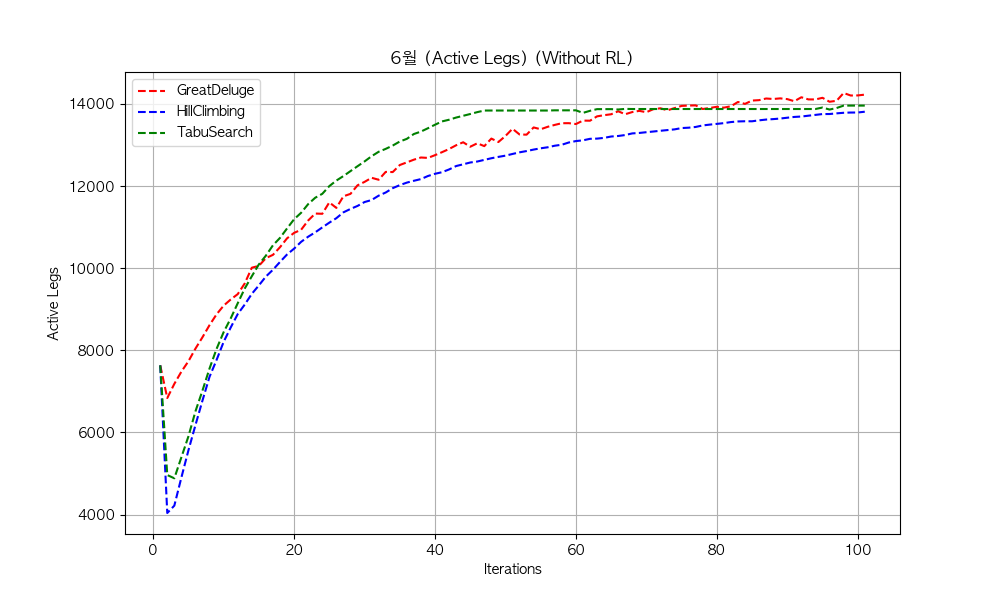 6월 (Active Legs) (Without RL)
GreatDeluge
HillClimbing
TabuSearch
Active Legs
14000
12000
10000
8000
6000
4000
0 20 40 60 80 100
Iterations